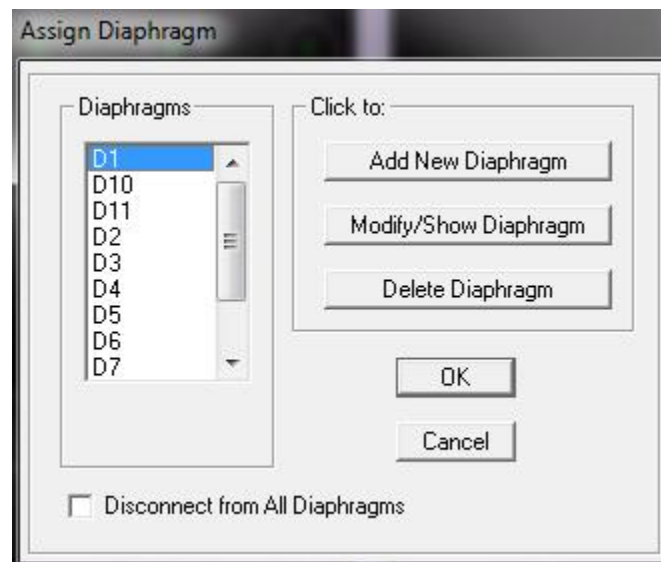 Assign Diaphragm
Diaphragms
D1
D10
D11
D2
D3
D4
D5
D6
D7
Click to:
Add New Diaphragm
Modify/Show Diaphragm
Delete Diaphragm
OK
Cancel
Disconnect from All Diaphragms